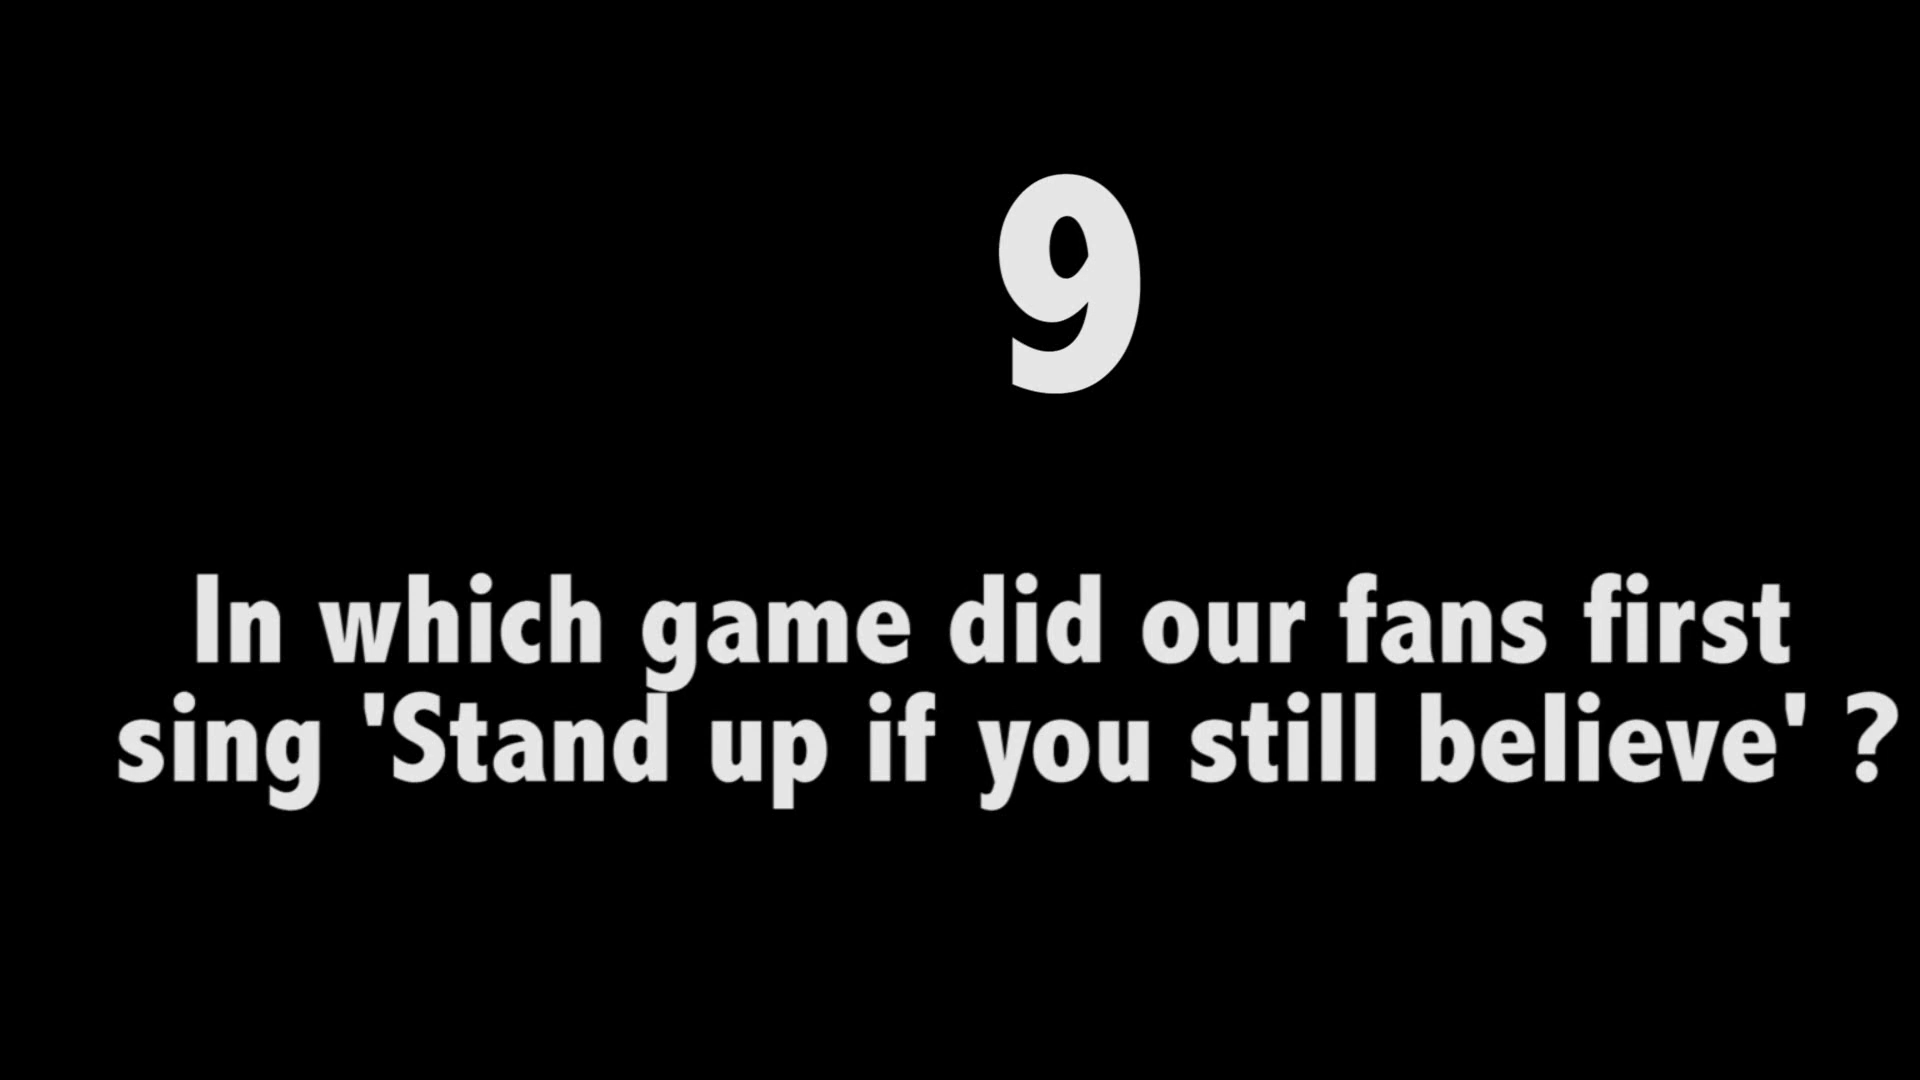 9
In which game did our fans first
sing 'Stand up if you still believe' ?